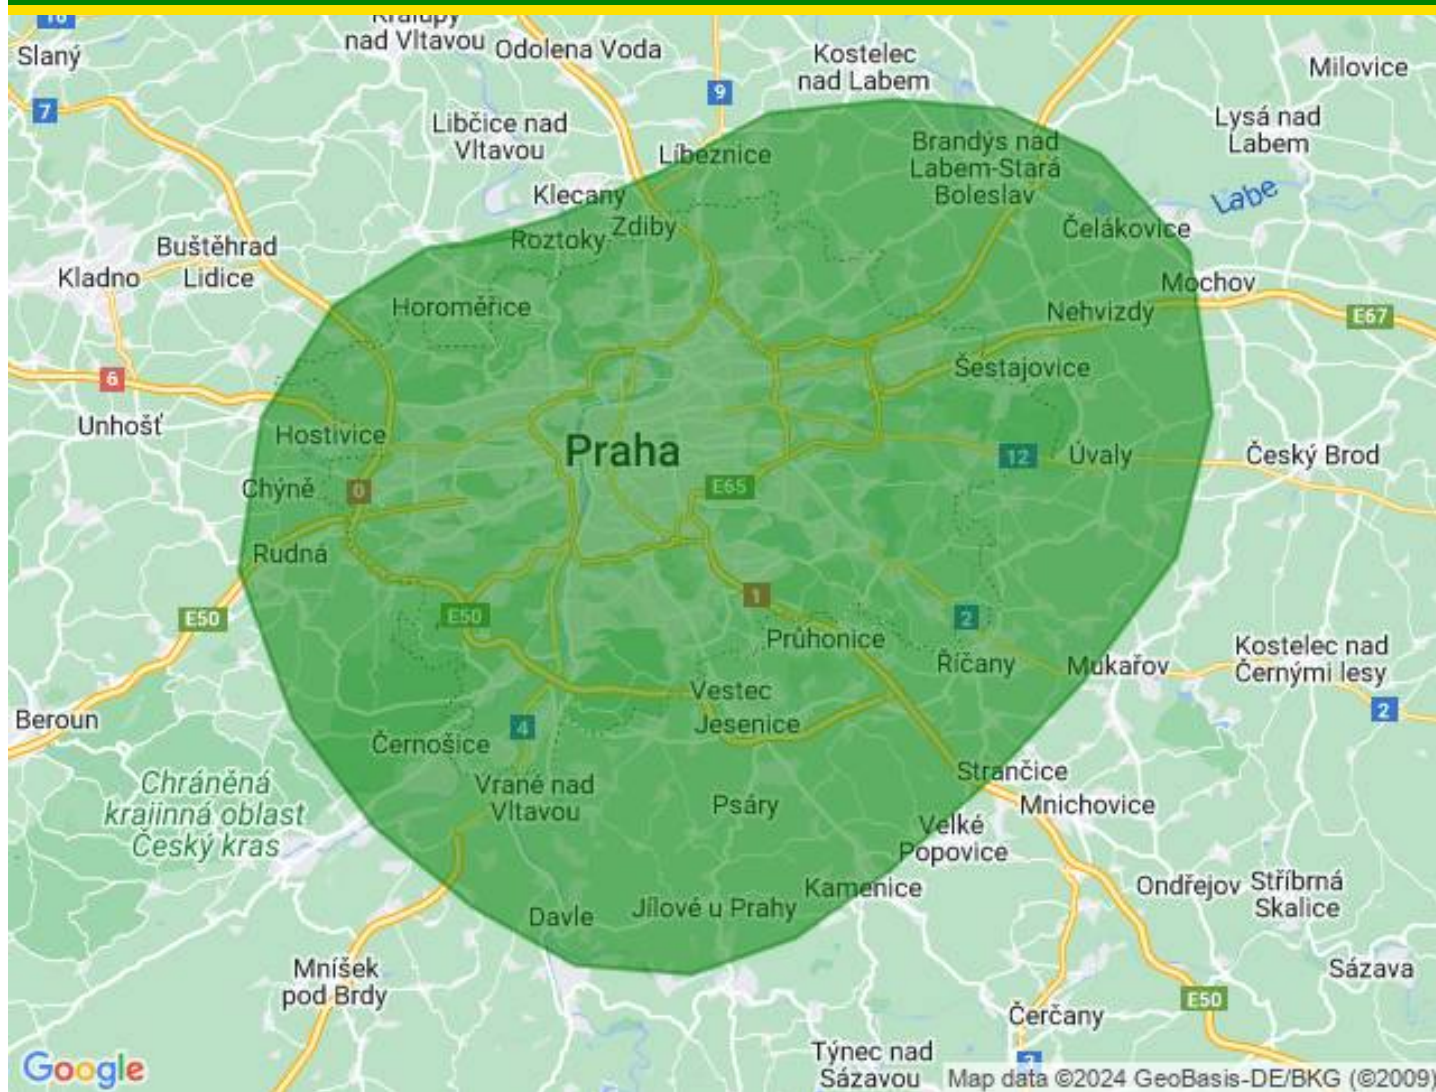 10
Kralupy
nad Vltavou
Odolena Voda
Slaný
Kostelec
nad Labem
Milovice
9
7
Libčice nad
Vltavou
Lysá nad
Labem
Líbeznice
Brandýs nad
Labem-Stará
Boleslav
Labe
Klecany
Zdiby
Roztoky
Čelákovice
Buštěhrad
Kladno
Lidice
Mochov
Horoměřice
Nehvizdy
E67
6
Šestajovice
Unhošť
Hostivice
Praha
12
Úvaly
Český Brod
Chýně
0
E65
Rudná
E50
E50
1
2
Průhonice
Říčany
Mukařov
Kostelec nad
Černými lesy
Vestec
Jesenice
2
Beroun
4
Černošice
Chráněná
krajinná oblast
Český kras
Vrané nad
Vltavou
Psáry
Strančice
Mnichovice
Velké
Popovice
Kamenice
Ondřejov
Stříbrná
Skalice
Davle
Jílové u Prahy
Mníšek
pod Brdy
Sázava
E50
Čerčany
Týnec nad
Sázavou
3
Google
Map data ©2024 GeoBasis-DE/BKG (©2009)